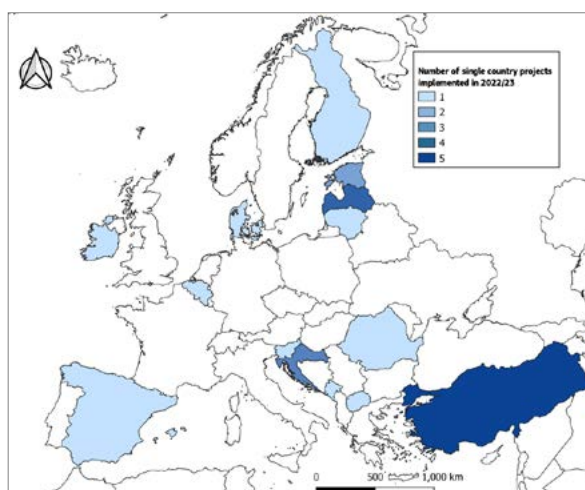 Number of single country projects
implemented in 2022/23
1
2
3
4
5
0 500 1,000 km